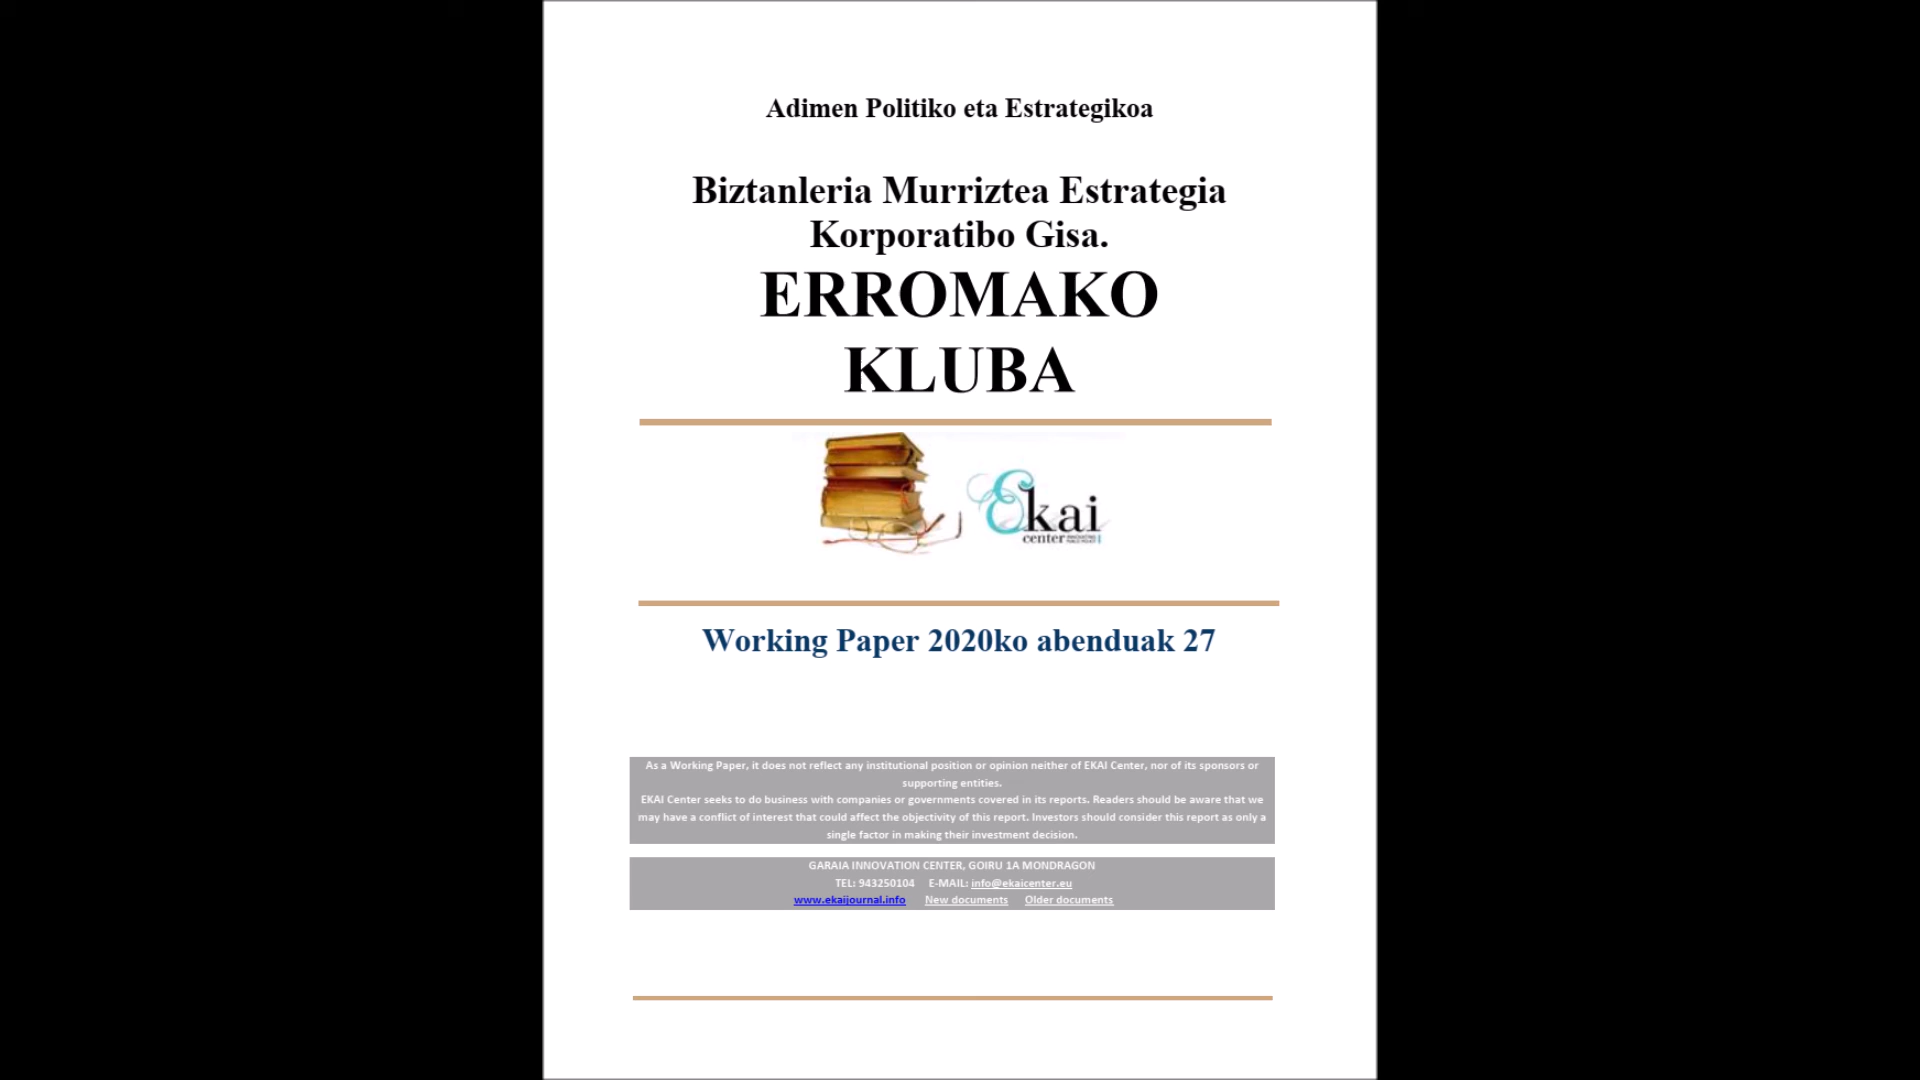 Adimen Politiko eta Estrategikoa
Biztanleria Murriztea Estrategia
Korporatibo Gisa.
ERROMAKO
KLUBA
Ekai
center
Working Paper 2020ko abenduak 27
As a Working Paper, it does not reflect any institutional position or opinion neither of EKAI Center, nor of its sponsors or
supporting entities.
EKAI Center seeks to do business with companies or governments covered in its reports. Readers should be aware that we
may have a conflict of interest that could affect the objectivity of this report. Investors should consider this report as only a
single factor in making their investment decision.
GARAIA INNOVATION CENTER, GOIRU 1A MONDRAGON
TEL: 943250104 E-MAIL: info@ekaicenter.eu
www.ekaijournal.info New documents Older documents